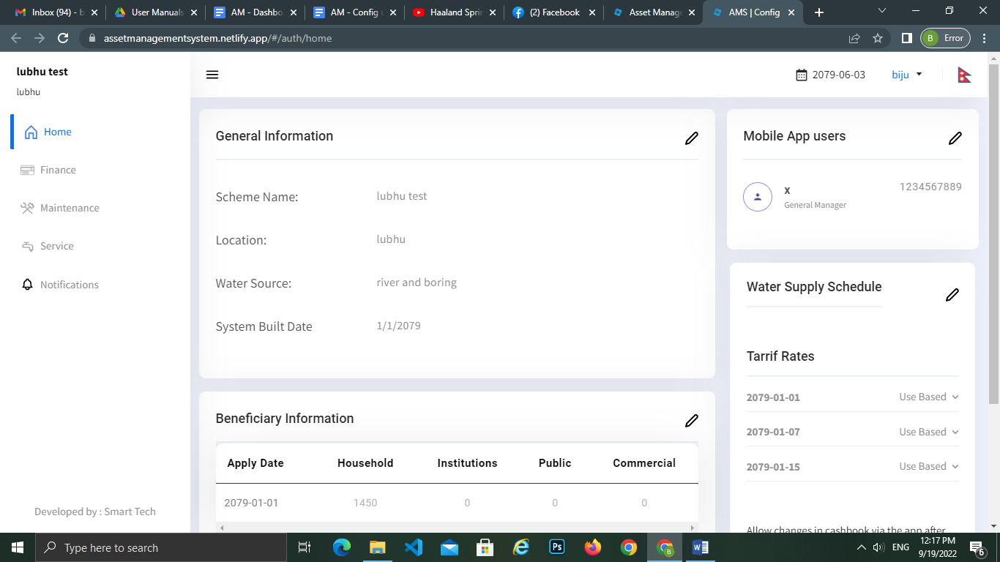 Inbox (94) - b
User Manuals
AM - Dashbo
AM - Config u
Haaland Sprin
(2) Facebook
Asset Manage
AMS | Config
assetmanagementsystem.netlify.app/#/auth/home
B Error
lubhu test
lubhu
Home
Finance
Maintenance
Service
Notifications
Developed by : Smart Tech
2079-06-03
biju
General Information
Scheme Name: lubhu test
Location: lubhu
Water Source: river and boring
System Built Date 1/1/2079
Beneficiary Information
Apply Date Household Institutions Public Commercial
2079-01-01 1450 0 0 0
Mobile App users
x 1234567889
General Manager
Water Supply Schedule
Tarrif Rates
2079-01-01 Use Based
2079-01-07 Use Based
2079-01-15 Use Based
Allow changes in cashbook via the app after
Type here to search
Ps
B
ENG
12:17 PM
9/19/2022
6